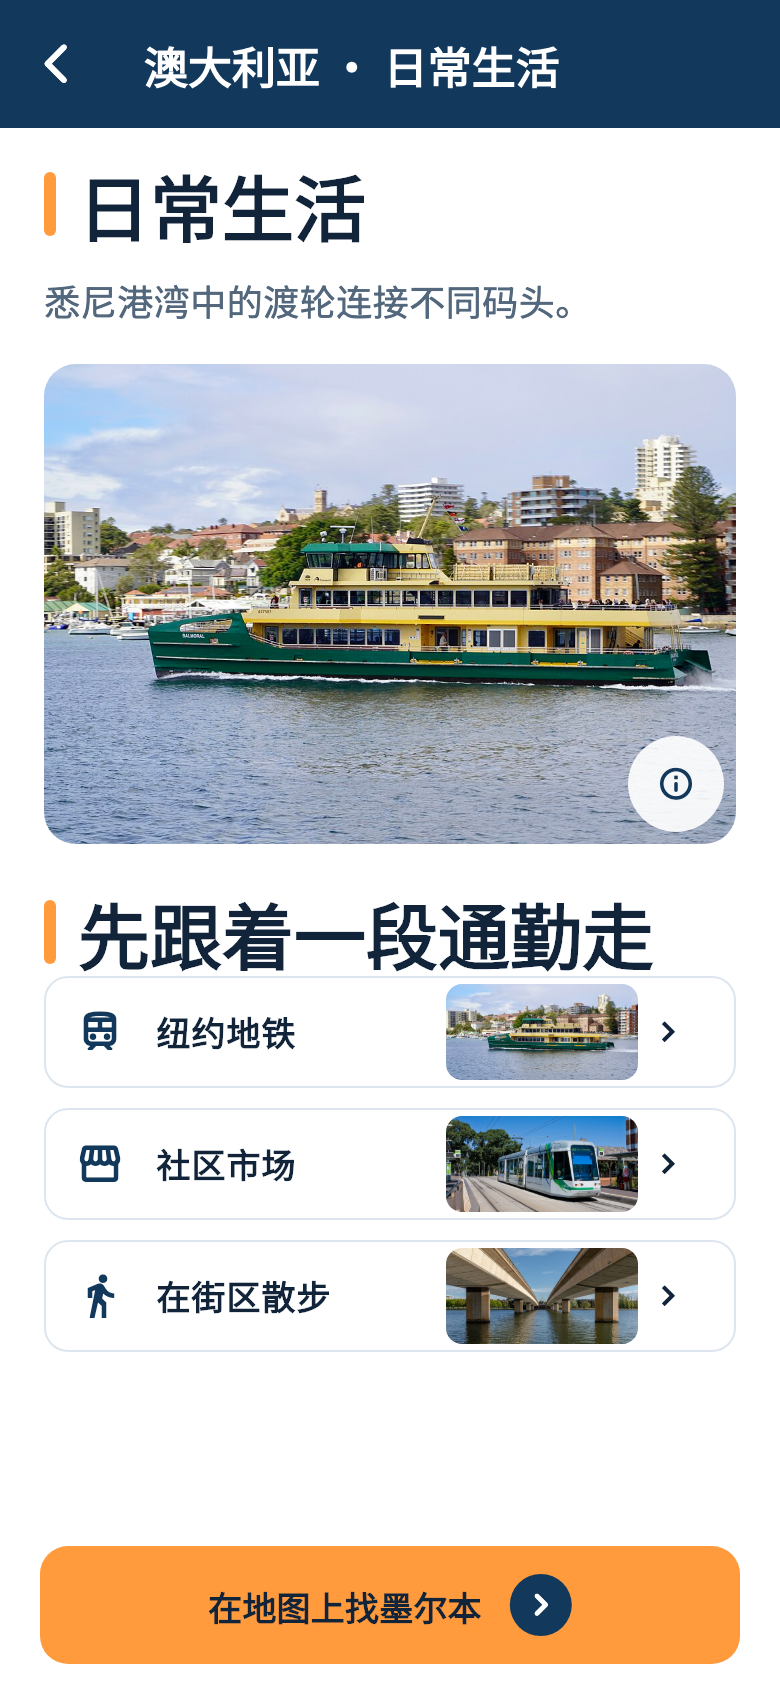 澳大利亚 · 日常生活
日常生活
悉尼港湾中的渡轮连接不同码头。
BALMORAL
先跟着一段通勤走
纽约地铁
社区市场
在街区散步
在地图上找墨尔本